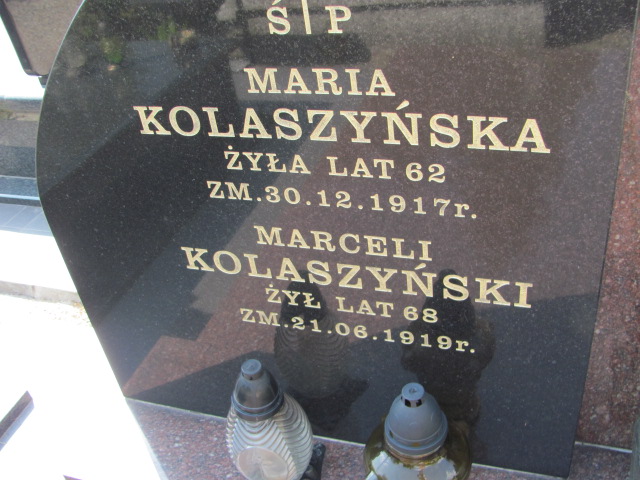 Ś P
MARIA
KOLASZYŃSKA
ŻYŁA LAT 62
ZM.30.12.1917r.
MARCELI
KOLASZYŃSKI
ŻYŁ LAT 68
ZM.21.06.1919r.